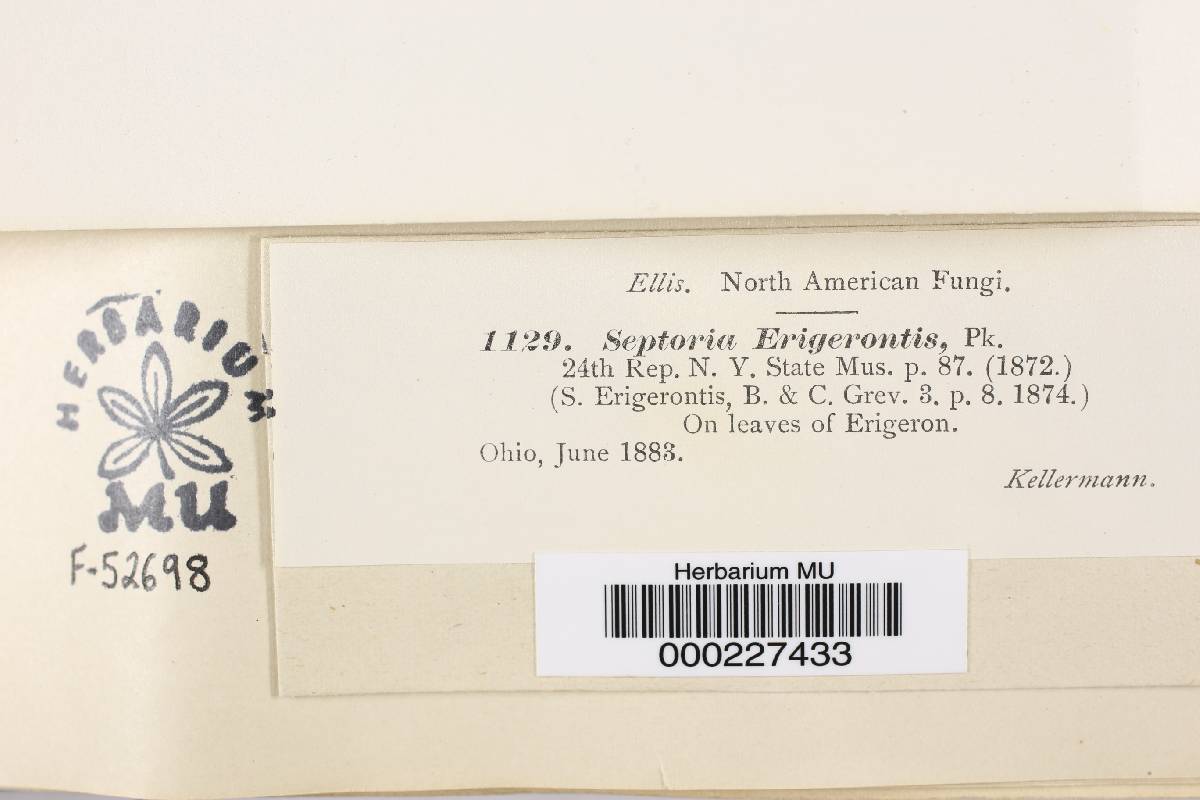 Ellis. North American Fungi.
1129. Septoria Erigerontis, Pk.
24th Rep. N. Y. State Mus. p. 87. (1872.)
(S. Erigerontis, B. & C. Grev. 3. p. 8. 1874.)
On leaves of Erigeron.
Ohio, June 1883.
Kellermann.
HERBARIUM
MU
F-52698
Herbarium MU
000227433